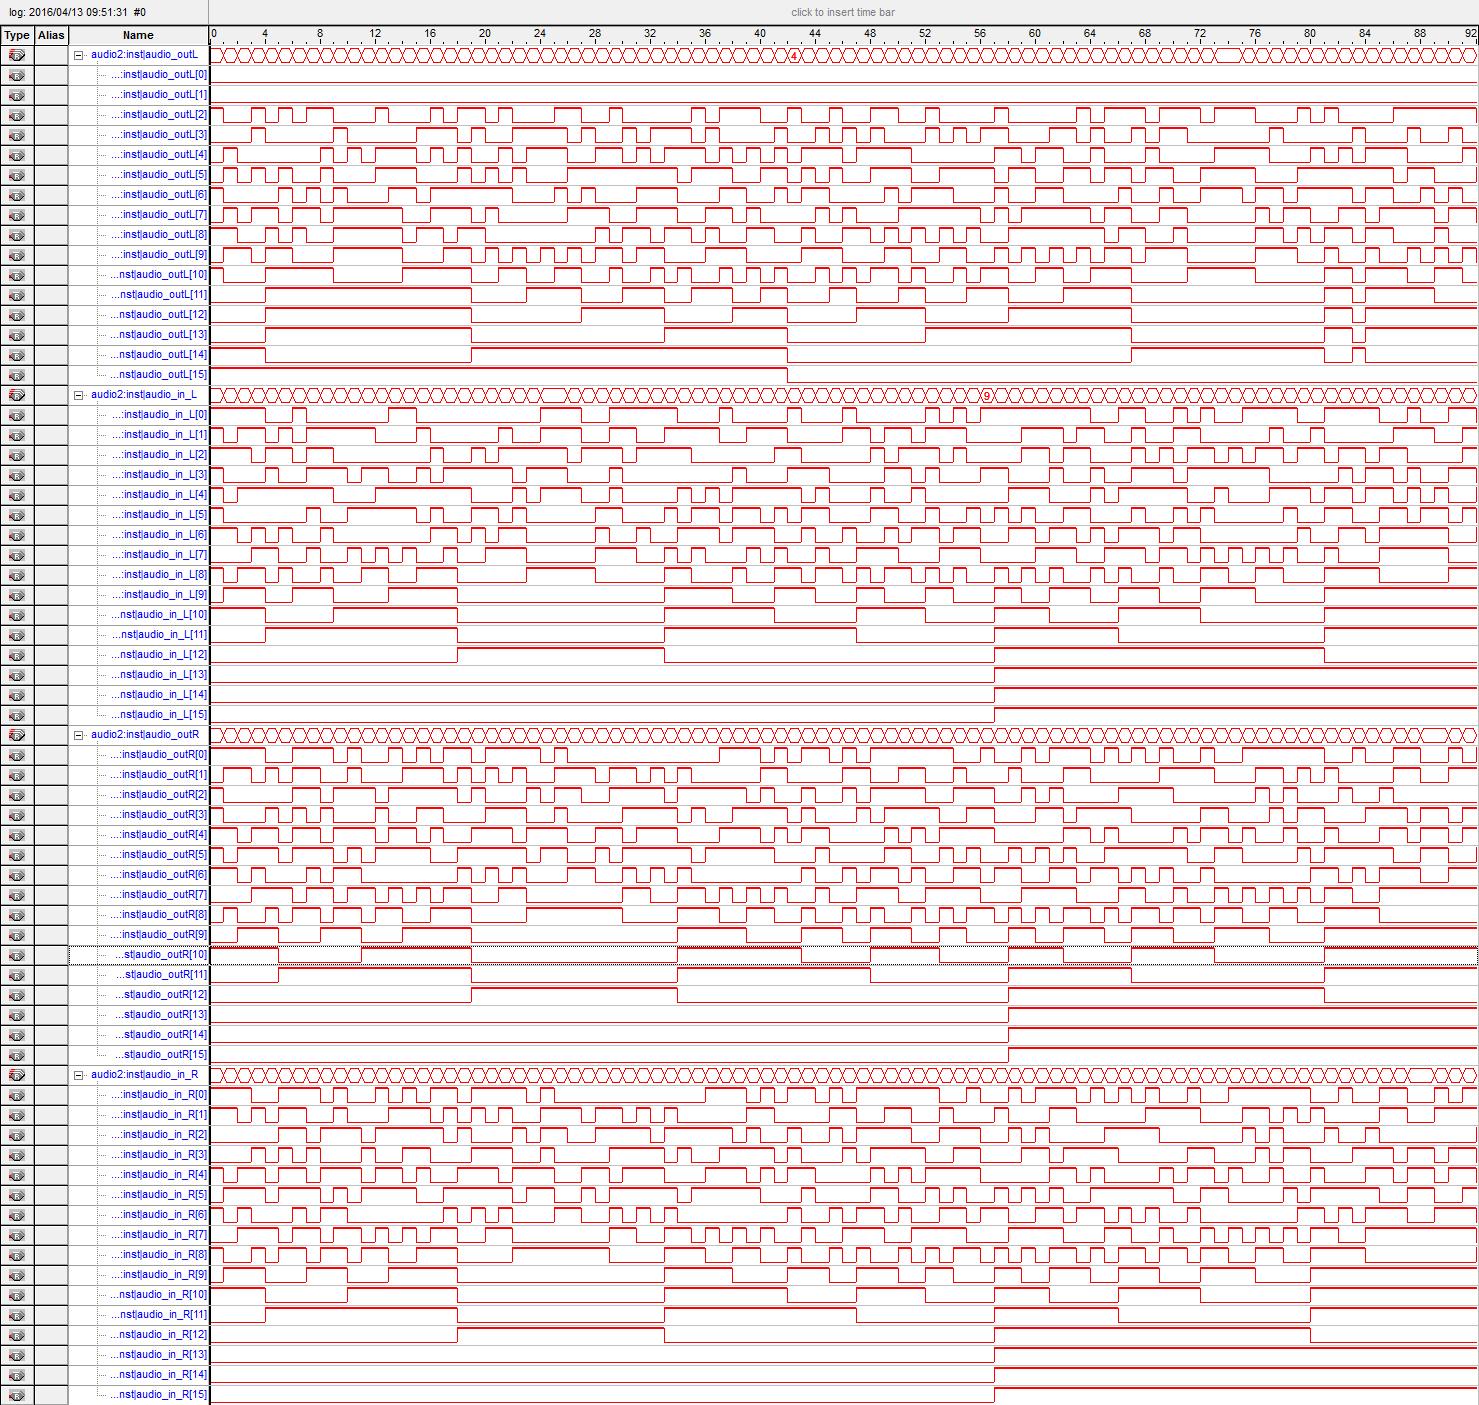 log: 2016/04/13 09:51:31 #0
click to insert time bar
Type Alias Name 0 4 8 12 16 20 24 28 32 36 40 44 48 52 56 60 64 68 72 76 80 84 88 92
audio2:inst|audio_outL
4
...:inst|audio_outL[0]
...:inst|audio_outL[1]
...:inst|audio_outL[2]
...:inst|audio_outL[3]
...:inst|audio_outL[4]
...:inst|audio_outL[5]
...:inst|audio_outL[6]
...:inst|audio_outL[7]
...:inst|audio_outL[8]
...:inst|audio_outL[9]
...nst|audio_outL[10]
...nst|audio_outL[11]
...nst|audio_outL[12]
...nst|audio_outL[13]
...nst|audio_outL[14]
...nst|audio_outL[15]
audio2:inst|audio_in_L
9
...:inst|audio_in_L[0]
...:inst|audio_in_L[1]
...:inst|audio_in_L[2]
...:inst|audio_in_L[3]
...:inst|audio_in_L[4]
...:inst|audio_in_L[5]
...:inst|audio_in_L[6]
...:inst|audio_in_L[7]
...:inst|audio_in_L[8]
...:inst|audio_in_L[9]
...nst|audio_in_L[10]
...nst|audio_in_L[11]
...nst|audio_in_L[12]
...nst|audio_in_L[13]
...nst|audio_in_L[14]
...nst|audio_in_L[15]
audio2:inst|audio_outR
...:inst|audio_outR[0]
...:inst|audio_outR[1]
...:inst|audio_outR[2]
...:inst|audio_outR[3]
...:inst|audio_outR[4]
...:inst|audio_outR[5]
...:inst|audio_outR[6]
...:inst|audio_outR[7]
...:inst|audio_outR[8]
...:inst|audio_outR[9]
...st|audio_outR[10]
...st|audio_outR[11]
...st|audio_outR[12]
...st|audio_outR[13]
...st|audio_outR[14]
...st|audio_outR[15]
audio2:inst|audio_in_R
...:inst|audio_in_R[0]
...:inst|audio_in_R[1]
...:inst|audio_in_R[2]
...:inst|audio_in_R[3]
...:inst|audio_in_R[4]
...:inst|audio_in_R[5]
...:inst|audio_in_R[6]
...:inst|audio_in_R[7]
...:inst|audio_in_R[8]
...:inst|audio_in_R[9]
...nst|audio_in_R[10]
...nst|audio_in_R[11]
...nst|audio_in_R[12]
...nst|audio_in_R[13]
...nst|audio_in_R[14]
...nst|audio_in_R[15]